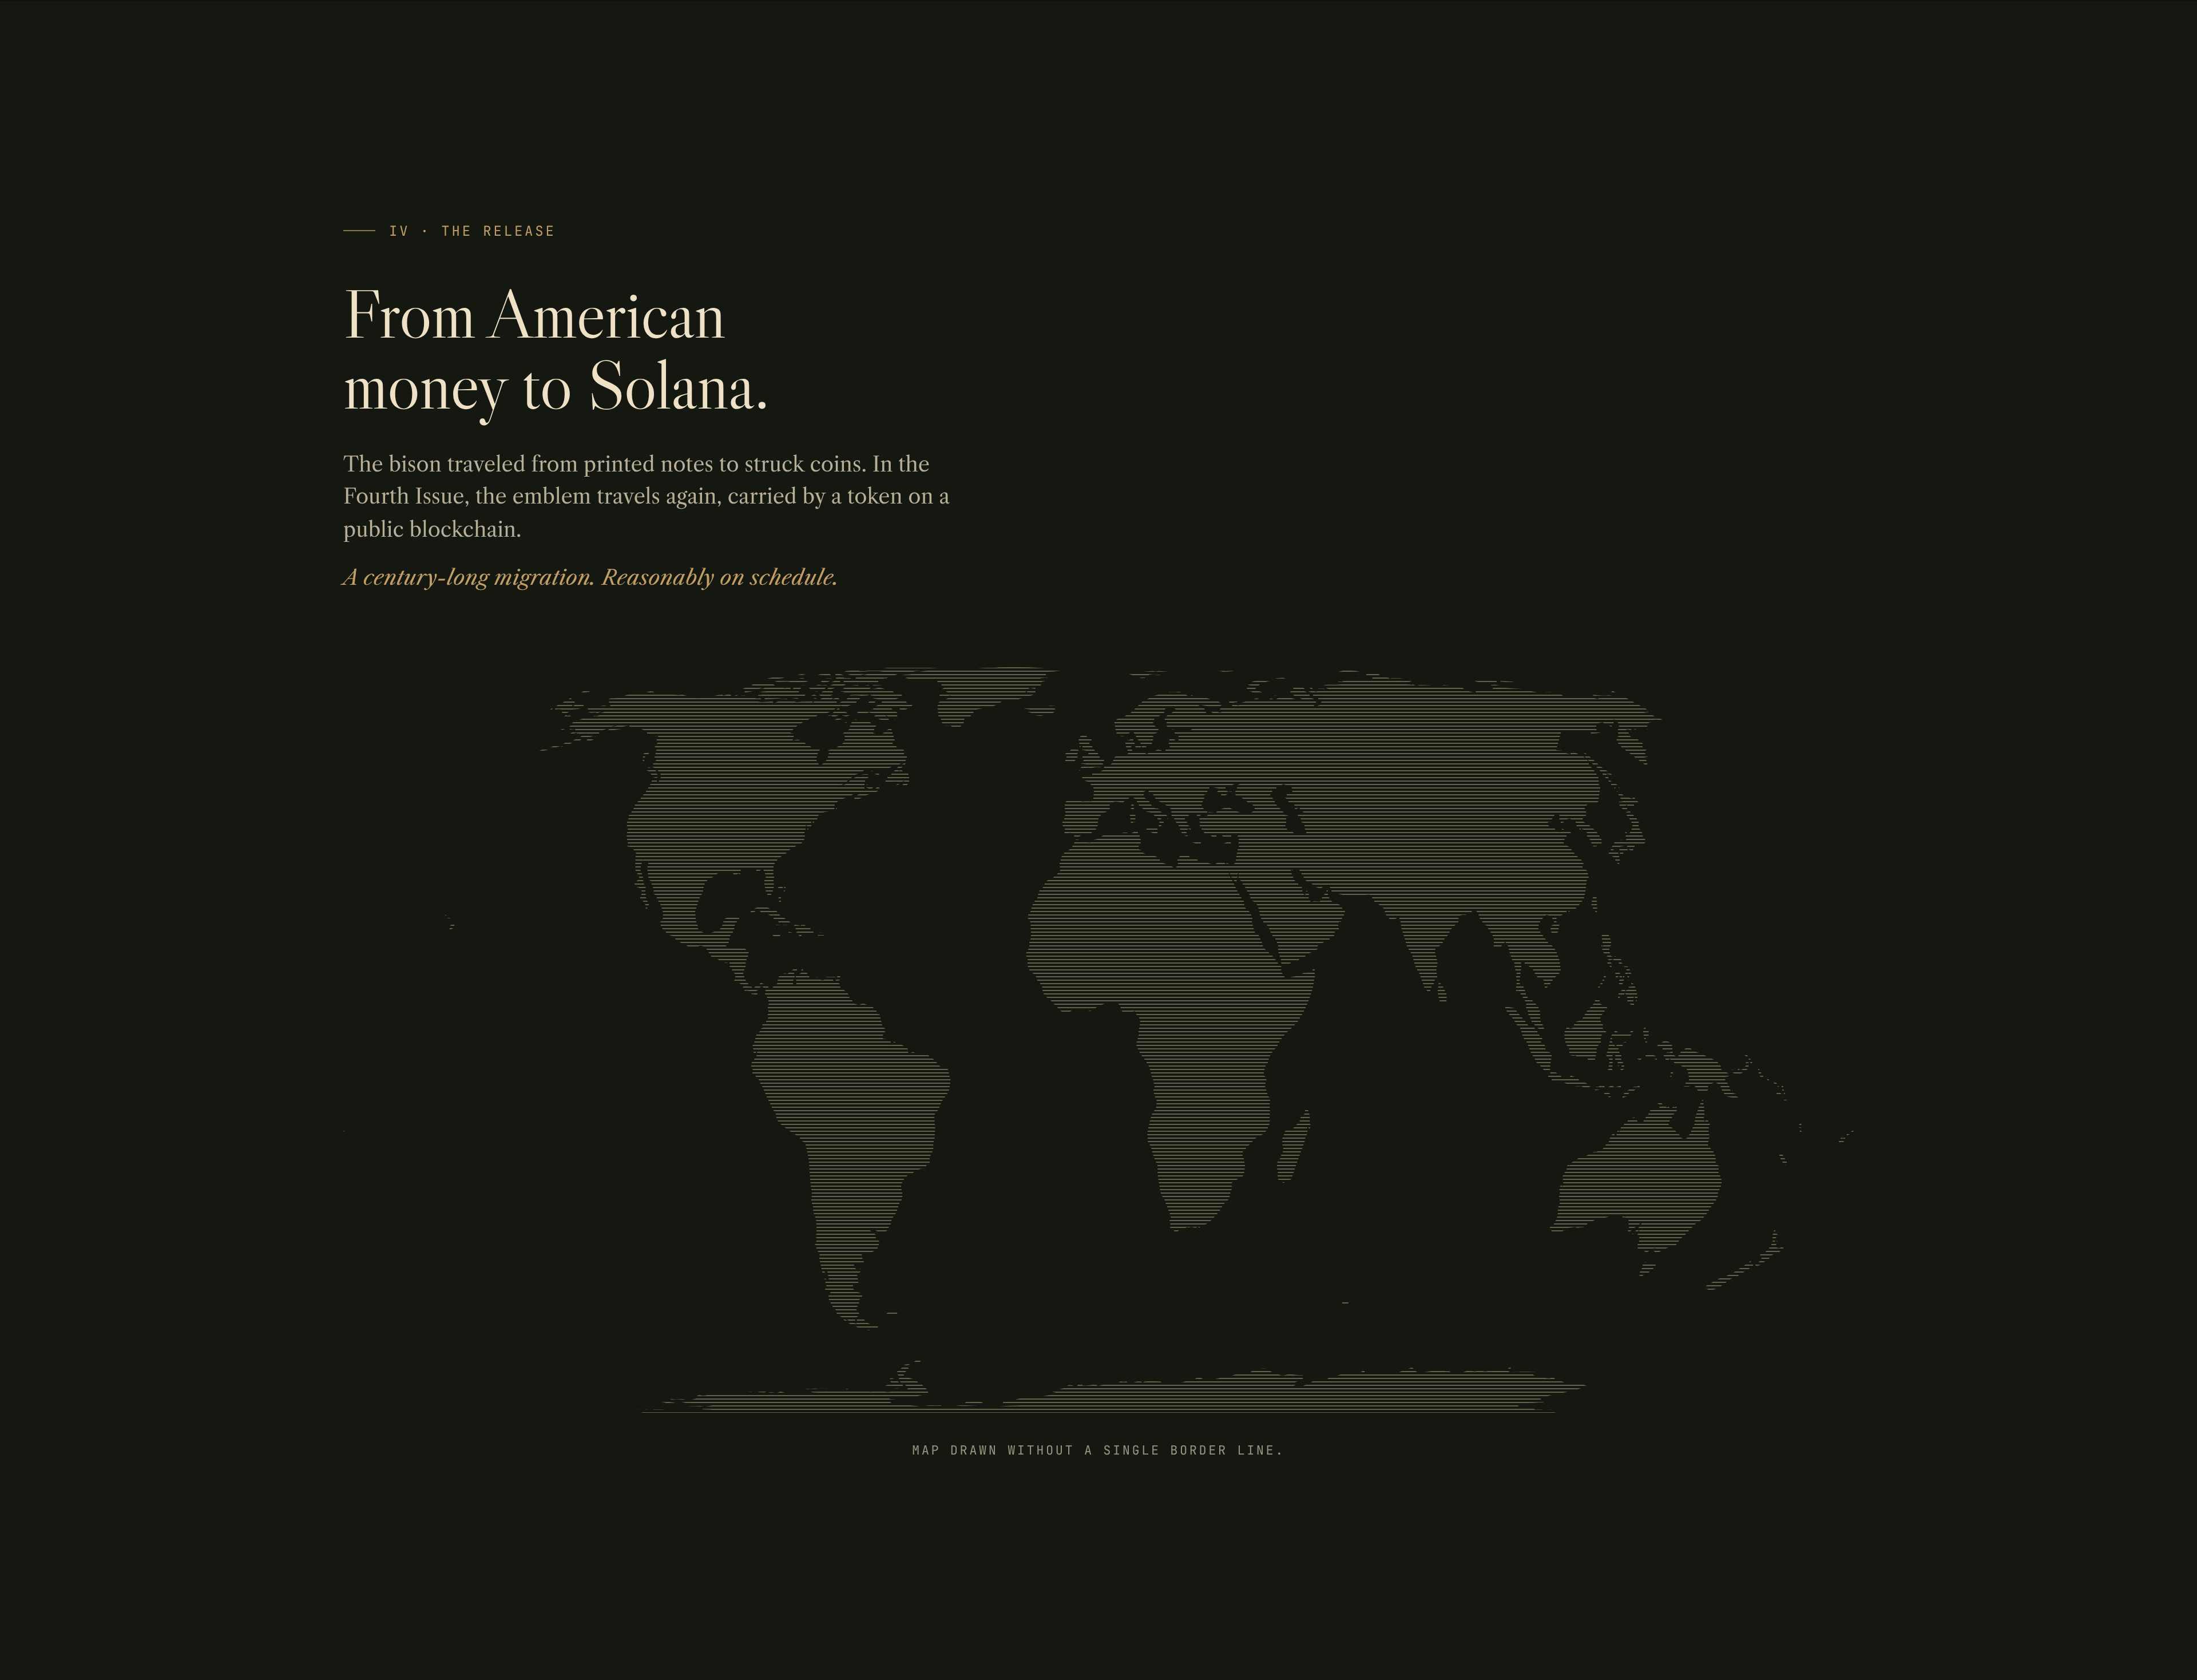 IV · THE RELEASE
From American
money to Solana.
The bison traveled from printed notes to struck coins. In the
Fourth Issue, the emblem travels again, carried by a token on a
public blockchain.
A century-long migration. Reasonably on schedule.
MAP DRAWN WITHOUT A SINGLE BORDER LINE.